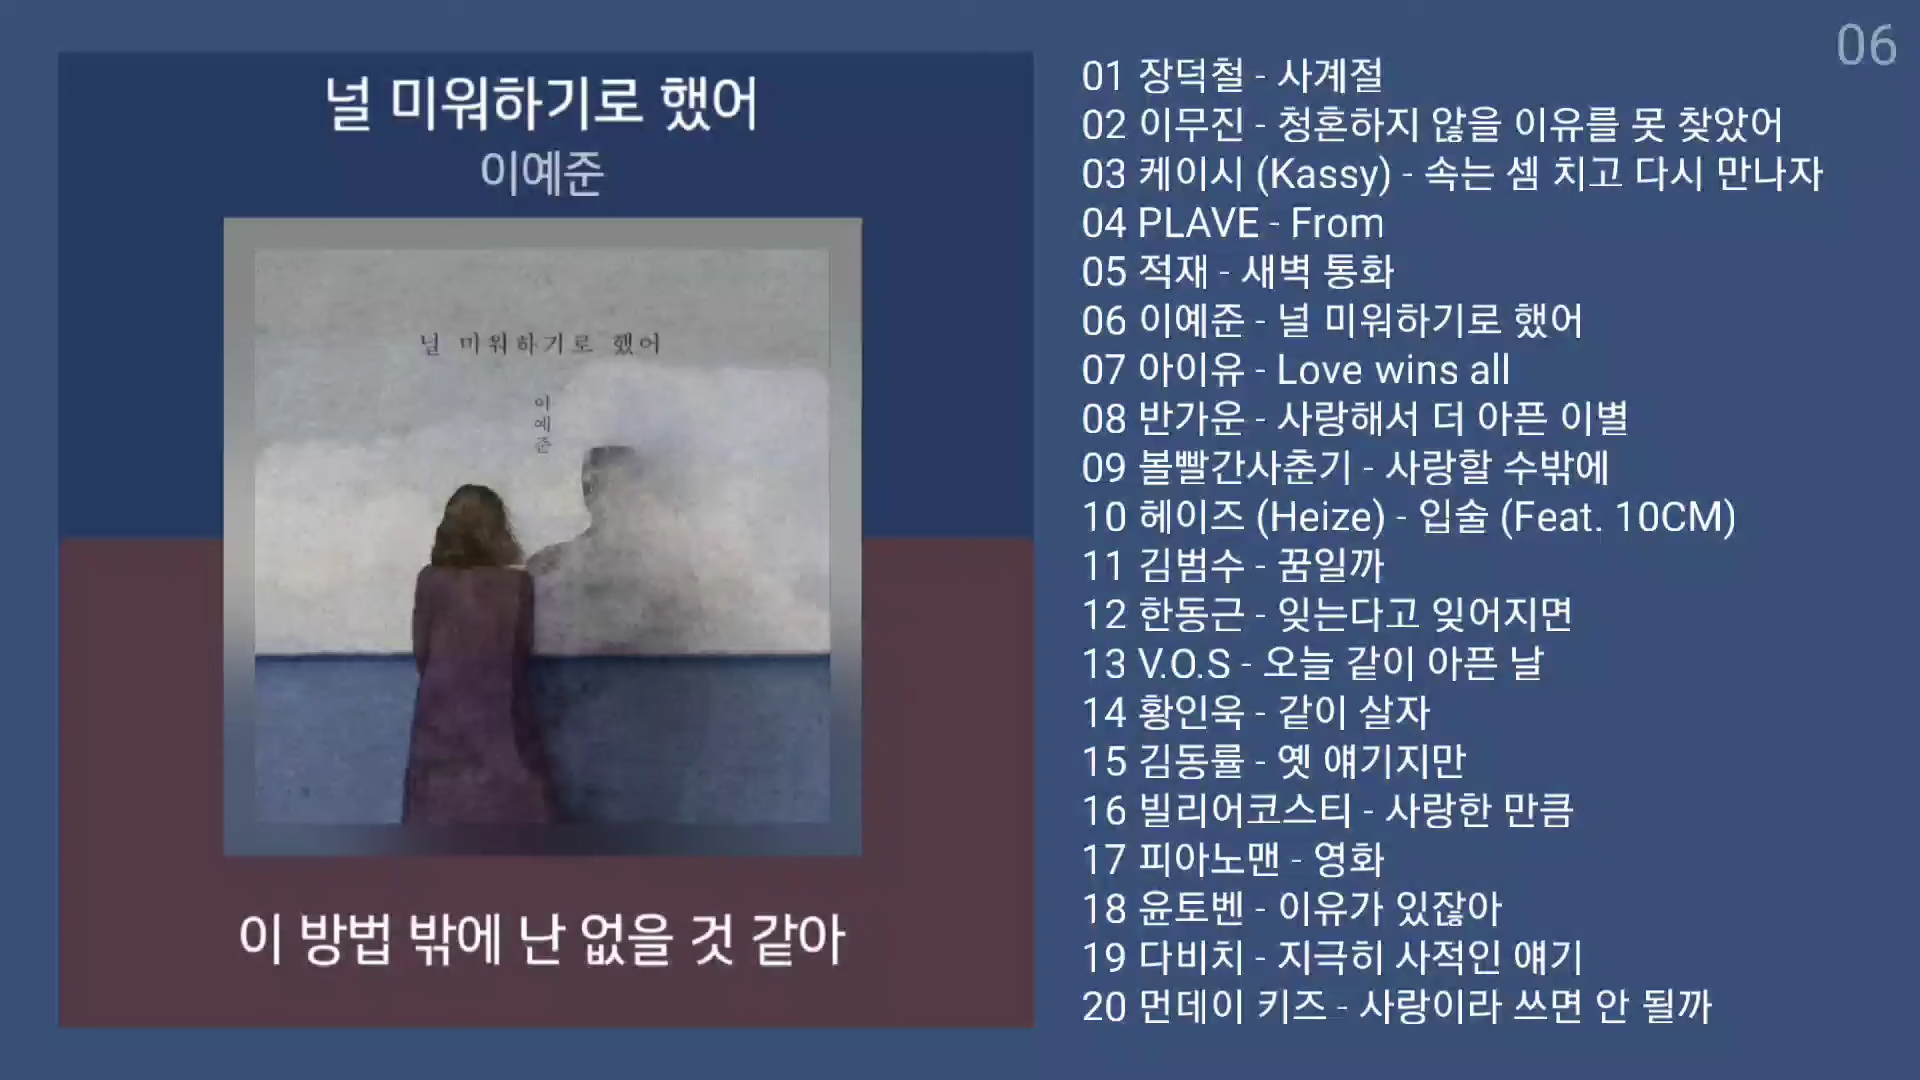 널 미워하기로 했어
이예준
널 미워하기로 했어
이
예
준
이 방법 밖에 난 없을 것 같아
06
01 장덕철 - 사계절
02 이무진 - 청혼하지 않을 이유를 못 찾았어
03 케이시 (Kassy) - 속는 셈 치고 다시 만나자
04 PLAVE - From
05 적재 - 새벽 통화
06 이예준 - 널 미워하기로 했어
07 아이유 - Love wins all
08 반가운 - 사랑해서 더 아픈 이별
09 볼빨간사춘기 - 사랑할 수밖에
10 헤이즈 (Heize) - 입술 (Feat. 10CM)
11 김범수 - 꿈일까
12 한동근 - 잊는다고 잊어지면
13 V.O.S - 오늘 같이 아픈 날
14 황인욱 - 같이 살자
15 김동률 - 옛 얘기지만
16 빌리어코스티 - 사랑한 만큼
17 피아노맨 - 영화
18 윤토벤 - 이유가 있잖아
19 다비치 - 지극히 사적인 얘기
20 먼데이 키즈 - 사랑이라 쓰면 안 될까